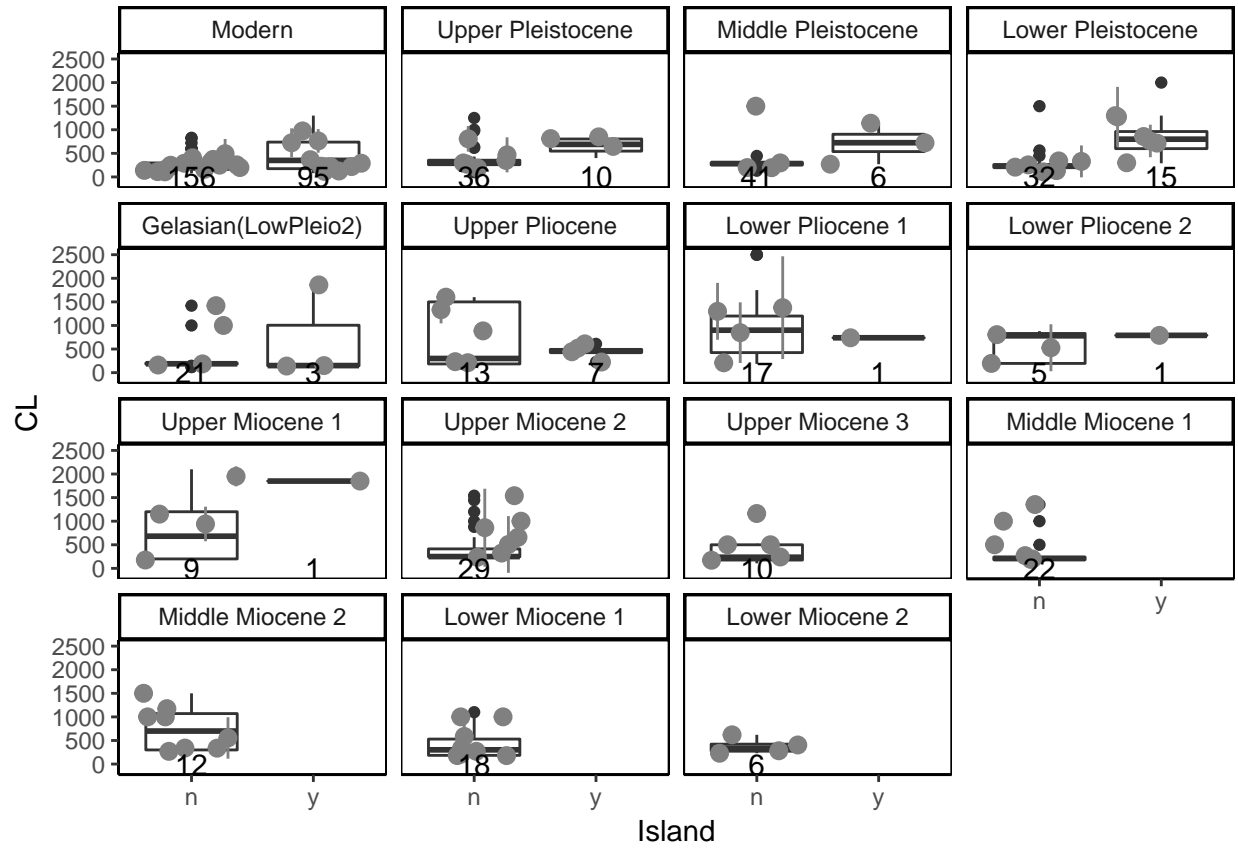 Modern Upper Pleistocene Middle Pleistocene Lower Pleistocene
2500
2000
1500
1000
500
0
156 95 36 10 41 6 32 15
Gelasian(LowPleio2) Upper Pliocene Lower Pliocene 1 Lower Pliocene 2
2500
2000
1500
1000
500
0
21 3 13 7 17 1 5 1
CL
Upper Miocene 1 Upper Miocene 2 Upper Miocene 3 Middle Miocene 1
2500
2000
1500
1000
500
0
9 1 29 10 22
n y
Middle Miocene 2 Lower Miocene 1 Lower Miocene 2
2500
2000
1500
1000
500
0
12 18 6
n y n y n y
Island